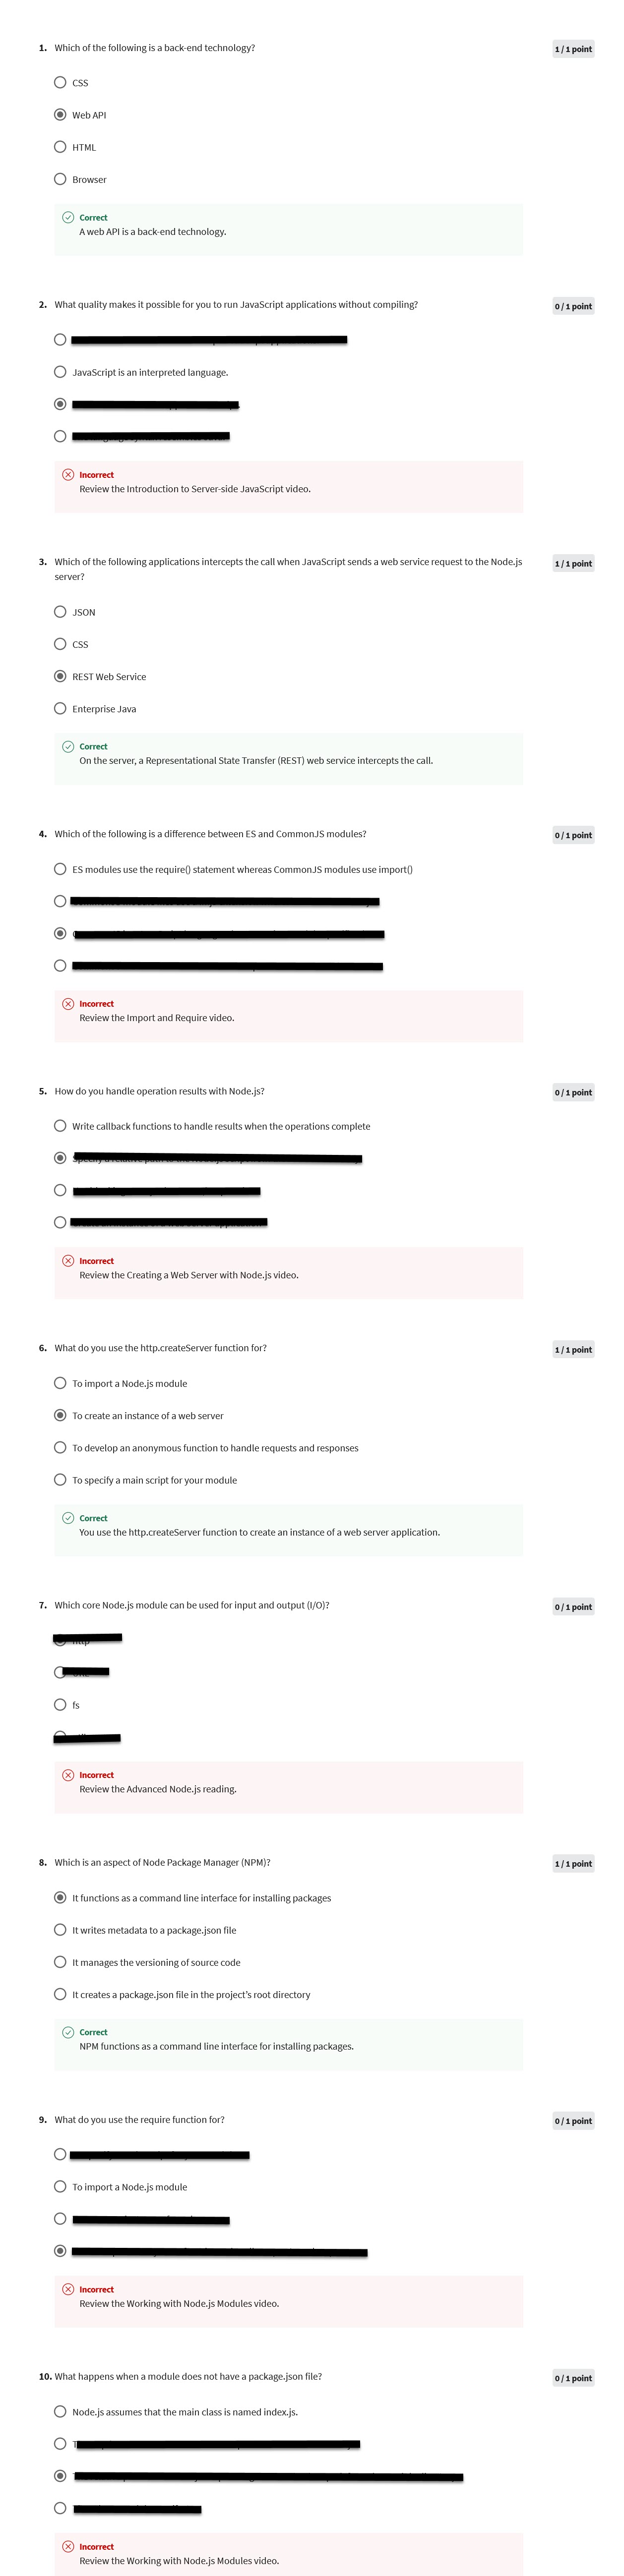 1. Which of the following is a back-end technology?
1 / 1 point
CSS
Web API
HTML
Browser
Correct
A web API is a back-end technology.
2. What quality makes it possible for you to run JavaScript applications without compiling?
0 / 1 point
JavaScript is an interpreted language.
Incorrect
Review the Introduction to Server-side JavaScript video.
3. Which of the following applications intercepts the call when JavaScript sends a web service request to the Node.js
server?
1 / 1 point
JSON
CSS
REST Web Service
Enterprise Java
Correct
On the server, a Representational State Transfer (REST) web service intercepts the call.
4. Which of the following is a difference between ES and CommonJS modules?
0 / 1 point
ES modules use the require() statement whereas CommonJS modules use import()
Incorrect
Review the Import and Require video.
5. How do you handle operation results with Node.js?
0 / 1 point
Write callback functions to handle results when the operations complete
Incorrect
Review the Creating a Web Server with Node.js video.
6. What do you use the http.createServer function for?
1 / 1 point
To import a Node.js module
To create an instance of a web server
To develop an anonymous function to handle requests and responses
To specify a main script for your module
Correct
You use the http.createServer function to create an instance of a web server application.
7. Which core Node.js module can be used for input and output (I/O)?
0 / 1 point
fs
Incorrect
Review the Advanced Node.js reading.
8. Which is an aspect of Node Package Manager (NPM)?
1 / 1 point
It functions as a command line interface for installing packages
It writes metadata to a package.json file
It manages the versioning of source code
It creates a package.json file in the project's root directory
Correct
NPM functions as a command line interface for installing packages.
9. What do you use the require function for?
0 / 1 point
To import a Node.js module
Incorrect
Review the Working with Node.js Modules video.
10. What happens when a module does not have a package.json file?
0 / 1 point
Node.js assumes that the main class is named index.js.
Incorrect
Review the Working with Node.js Modules video.